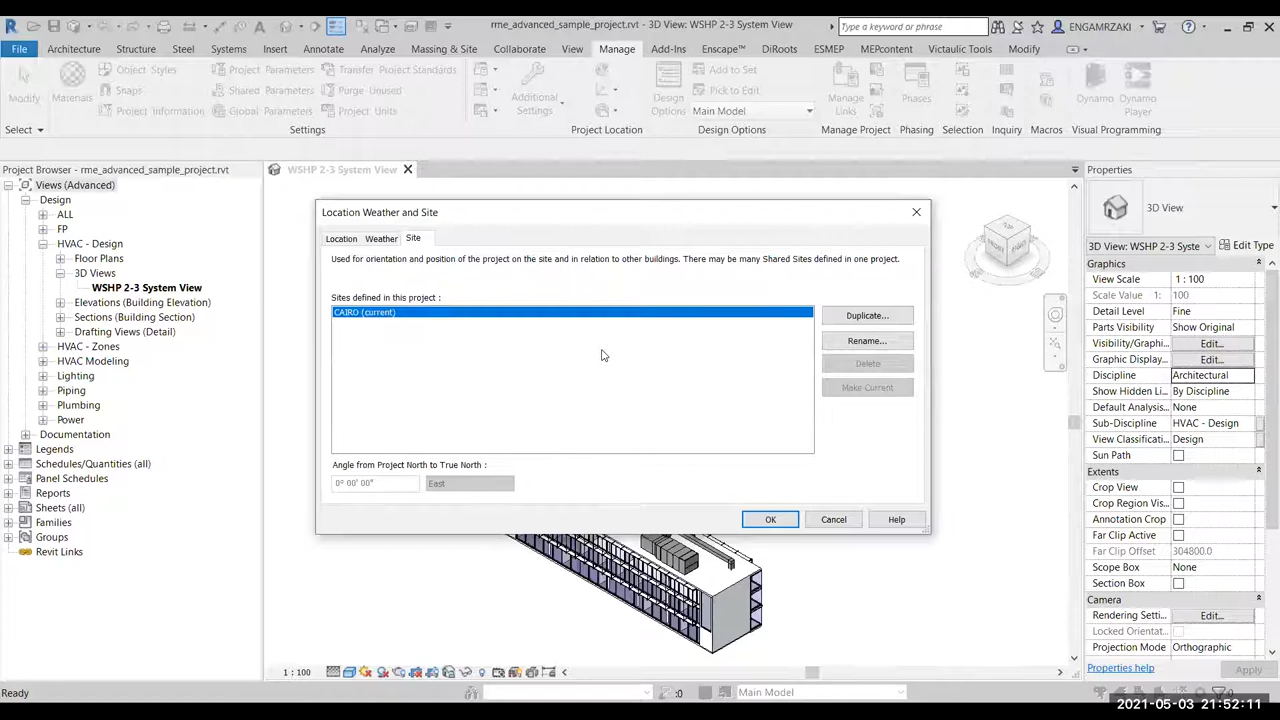 rme_advanced_sample_project.rvt - 3D View: WSHP 2-3 System View
Type a keyword or phrase
ENGAMRZAKI
File Architecture Structure Steel Systems Insert Annotate Analyze Massing & Site Collaborate View Manage Add-Ins Enscape™ DiRoots ESMEP MEPcontent Victaulic Tools Modify
Modify
Materials
Object Styles
Snaps
Project Information
Project Parameters
Shared Parameters
Global Parameters
Transfer Project Standards
Purge Unused
Project Units
Additional
Settings
Design
Options
Add to Set
Pick to Edit
Main Model
Manage
Links
Phases
Dynamo
Dynamo
Player
Select
Settings
Project Location
Design Options
Manage Project
Phasing
Selection
Inquiry
Macros
Visual Programming
Project Browser - rme_advanced_sample_project.rvt
Views (Advanced)
Design
ALL
FP
HVAC - Design
Floor Plans
3D Views
WSHP 2-3 System View
Elevations (Building Elevation)
Sections (Building Section)
Drafting Views (Detail)
HVAC - Zones
HVAC Modeling
Lighting
Piping
Plumbing
Power
Documentation
Legends
Schedules/Quantities (all)
Panel Schedules
Reports
Sheets (all)
Families
Groups
Revit Links
WSHP 2-3 System View
Location Weather and Site
Location Weather Site
Used for orientation and position of the project on the site and in relation to other buildings. There may be many Shared Sites defined in one project.
Sites defined in this project :
CAIRO (current)
Duplicate...
Rename...
Delete
Make Current
Angle from Project North to True North :
0° 00' 00"
East
OK
Cancel
Help
FRONT
RIGHT
1 : 100
Properties
3D View
3D View: WSHP 2-3 Syste
Edit Type
Graphics
View Scale 1 : 100
Scale Value 1: 100
Detail Level Fine
Parts Visibility Show Original
Visibility/Graphi... Edit...
Graphic Display... Edit...
Discipline Architectural
Show Hidden Li... By Discipline
Default Analysis... None
Sub-Discipline HVAC - Design
View Classificati... Design
Sun Path
Extents
Crop View
Crop Region Vis...
Annotation Crop
Far Clip Active
Far Clip Offset 304800.0
Scope Box None
Section Box
Camera
Rendering Setti... Edit...
Locked Orientat...
Projection Mode Orthographic
Properties help
Apply
Ready
:0
Main Model
2021-05-03 21:52:11